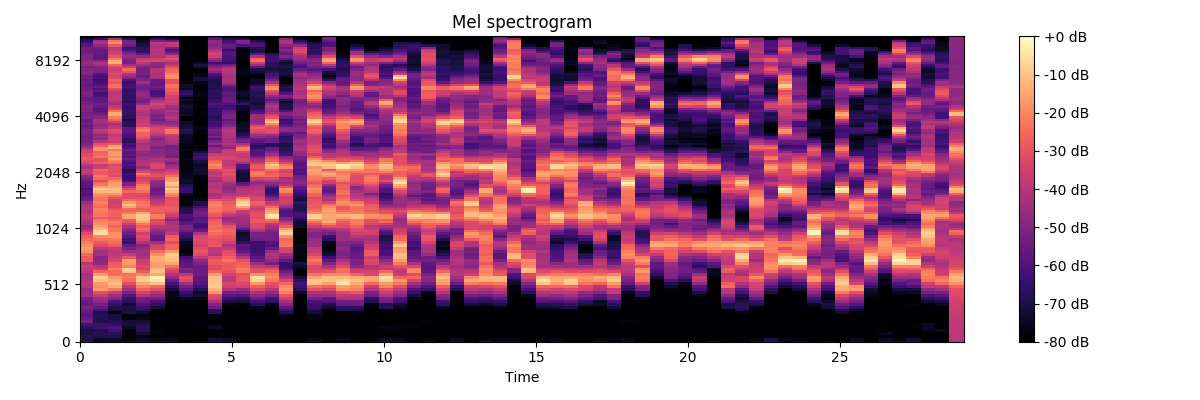 Mel spectrogram
8192
4096
2048
1024
512
0
Hz
0 5 10 15 20 25
Time
+0 dB
-10 dB
-20 dB
-30 dB
-40 dB
-50 dB
-60 dB
-70 dB
-80 dB